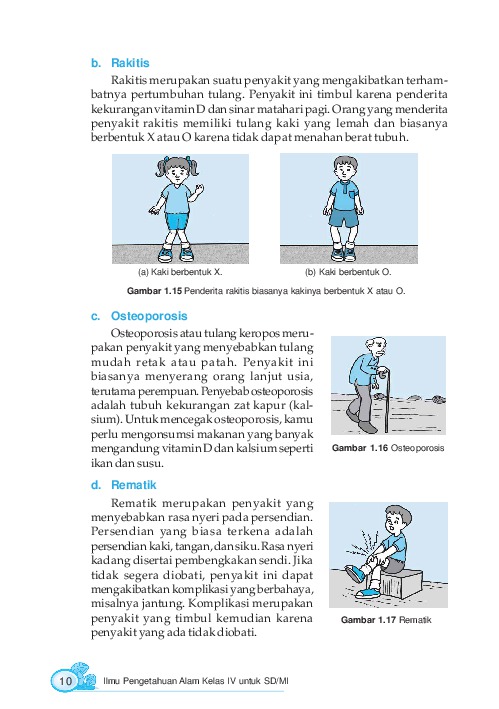 b. Rakitis
Rakitis merupakan suatu penyakit yang mengakibatkan terham-
batnya pertumbuhan tulang. Penyakit ini timbul karena penderita
kekurangan vitamin D dan sinar matahari pagi. Orang yang menderita
penyakit rakitis memiliki tulang kaki yang lemah dan biasanya
berbentuk X atau O karena tidak dapat menahan berat tubuh.
(a) Kaki berbentuk X.
(b) Kaki berbentuk O.
Gambar 1.15 Penderita rakitis biasanya kakinya berbentuk X atau O.
c. Osteoporosis
Osteoporosis atau tulang keropos meru-
pakan penyakit yang menyebabkan tulang
mudah retak atau patah. Penyakit ini
biasanya menyerang orang lanjut usia,
terutama perempuan. Penyebab osteoporosis
adalah tubuh kekurangan zat kapur (kal-
sium). Untuk mencegak osteoporosis, kamu
perlu mengonsumsi makanan yang banyak
mengandung vitamin D dan kalsium seperti
ikan dan susu.
Gambar 1.16 Osteoporosis
d. Rematik
Rematik merupakan penyakit yang
menyebabkan rasa nyeri pada persendian.
Persendian yang biasa terkena adalah
persendian kaki, tangan, dan siku. Rasa nyeri
kadang disertai pembengkakan sendi. Jika
tidak segera diobati, penyakit ini dapat
mengakibatkan komplikasi yang berbahaya,
misalnya jantung. Komplikasi merupakan
penyakit yang timbul kemudian karena
penyakit yang ada tidak diobati.
Gambar 1.17 Rematik
10 Ilmu Pengetahuan Alam Kelas IV untuk SD/MI